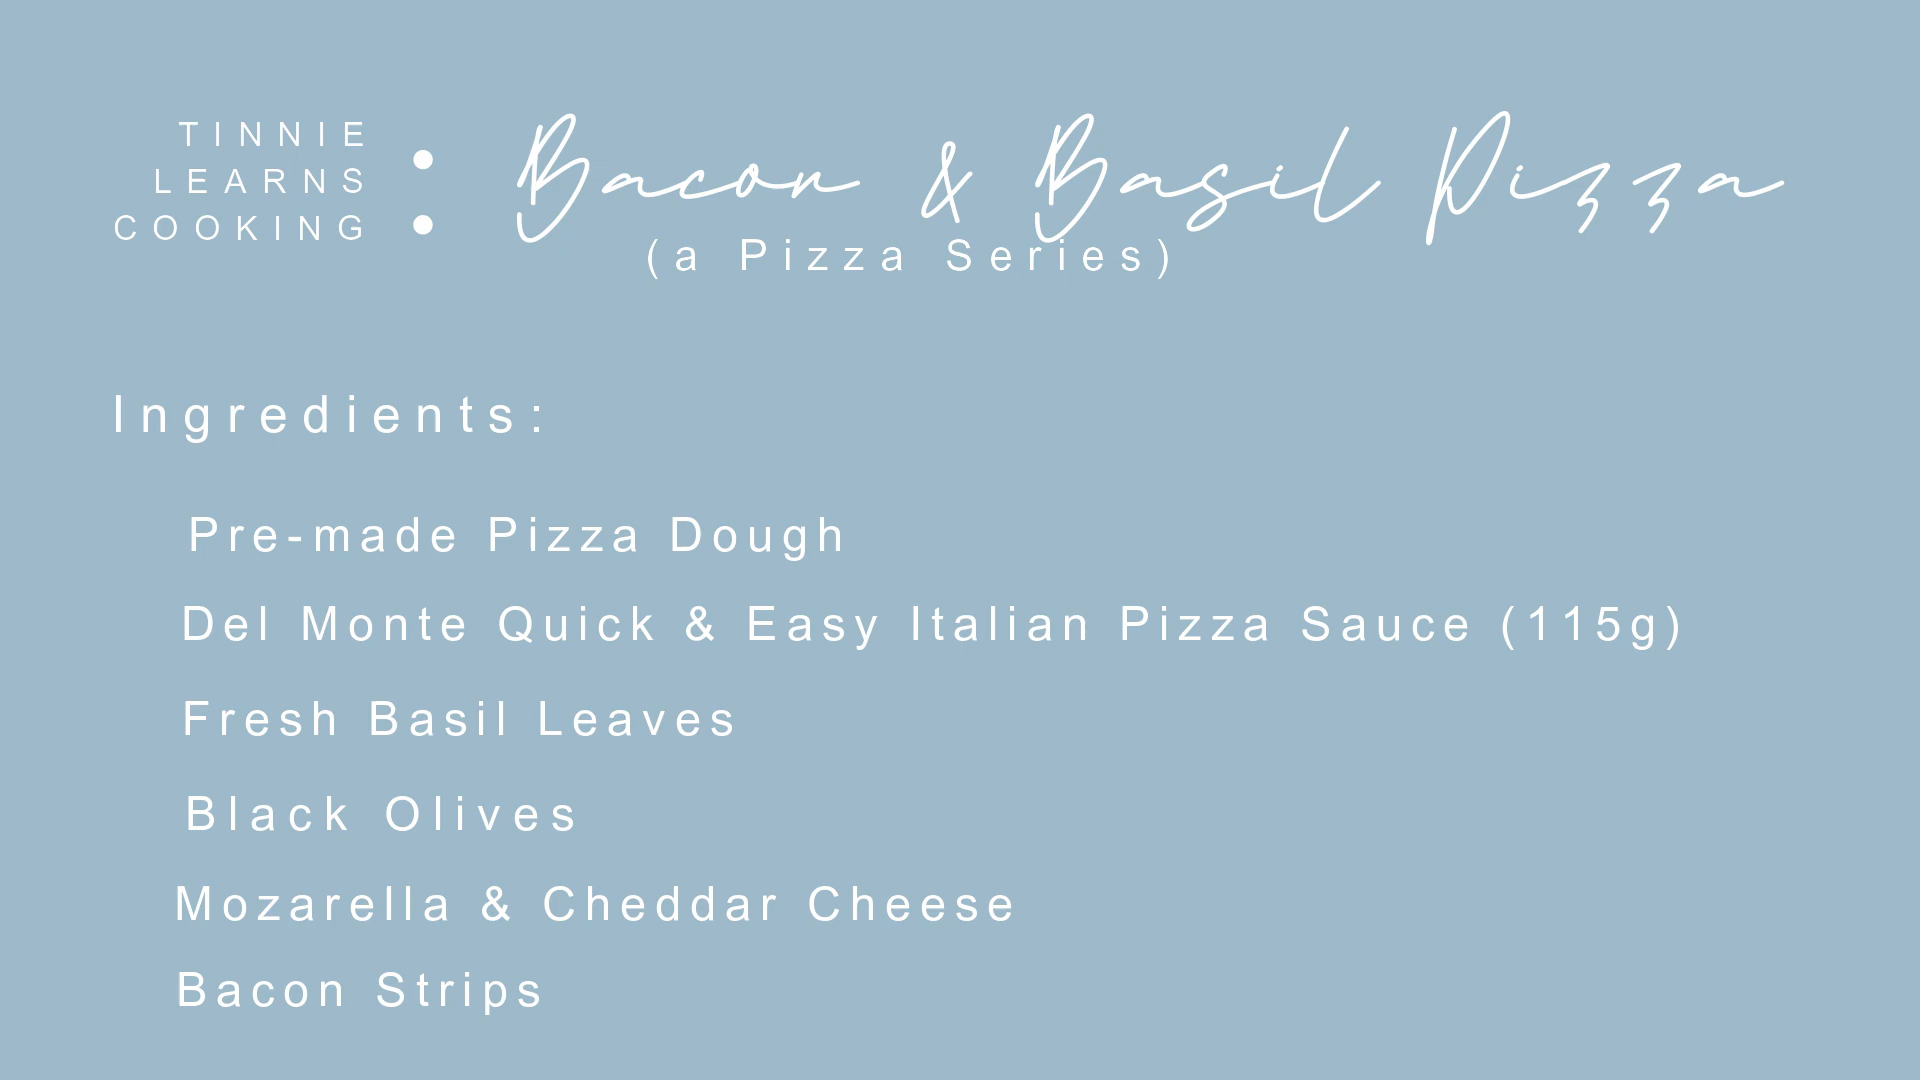 TINNIE
LEARNS
COOKING
: Bacon & Basil Pizza
(a Pizza Series)
Ingredients:
Pre-made Pizza Dough
Del Monte Quick & Easy Italian Pizza Sauce (115g)
Fresh Basil Leaves
Black Olives
Mozarella & Cheddar Cheese
Bacon Strips